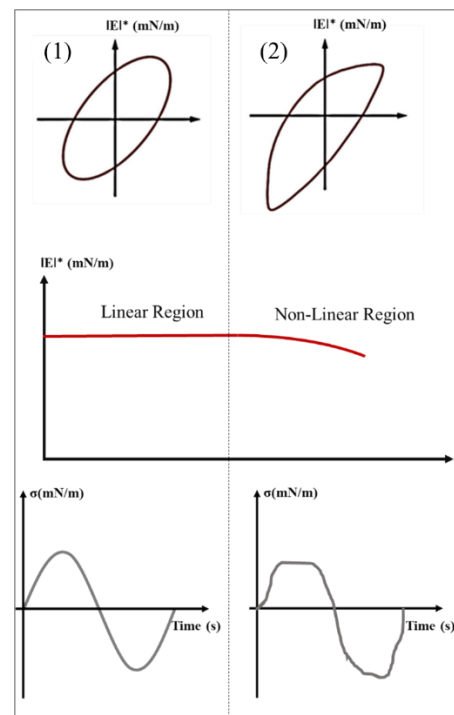 |E|* (mN/m)
(1)
|E|* (mN/m)
(2)
|E|* (mN/m)
Linear Region
Non-Linear Region
σ(mN/m)
Time (s)
σ(mN/m)
Time (s)